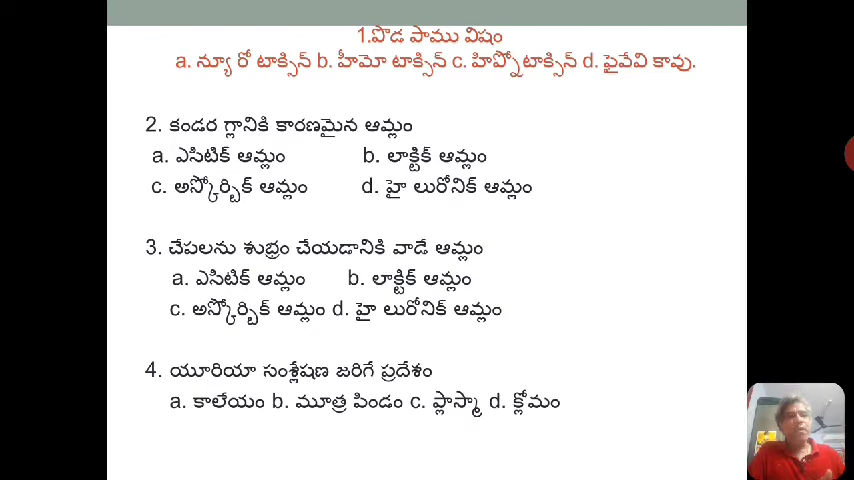 1.పొడ పాము విషం
a. న్యూ రో టాక్సిన్ b. హీమో టాక్సిన్ c. హిప్నోటాక్సిన్ d. పైవేవి కావు.
2. కండర గ్లానికి కారణమైన ఆమ్లం
a. ఎసిటిక్ ఆమ్లం b. లాక్టిక్ ఆమ్లం
c. అస్కోర్బిక్ ఆమ్లం d. హై లురోనిక్ ఆమ్లం
3. చేపలను శుభ్రం చేయడానికి వాడే ఆమ్లం
a. ఎసిటిక్ ఆమ్లం b. లాక్టిక్ ఆమ్లం
c. అస్కోర్బిక్ ఆమ్లం d. హై లురోనిక్ ఆమ్లం
4. యూరియా సంశ్లేషణ జరిగే ప్రదేశం
a. కాలేయం b. మూత్ర పిండం c. ప్లాస్మా d. క్లోమం